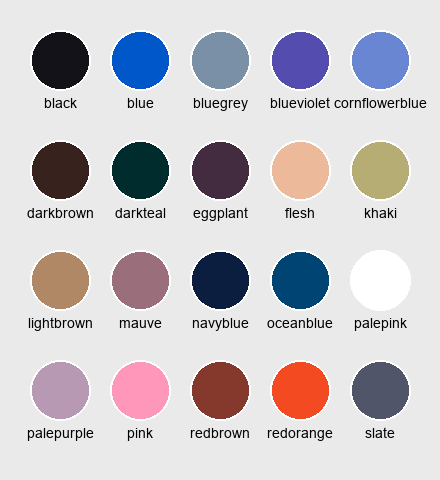 black blue bluegrey blueviolet cornflowerblue
darkbrown darkteal eggplant flesh khaki
lightbrown mauve navyblue oceanblue palepink
palepurple pink redbrown redorange slate